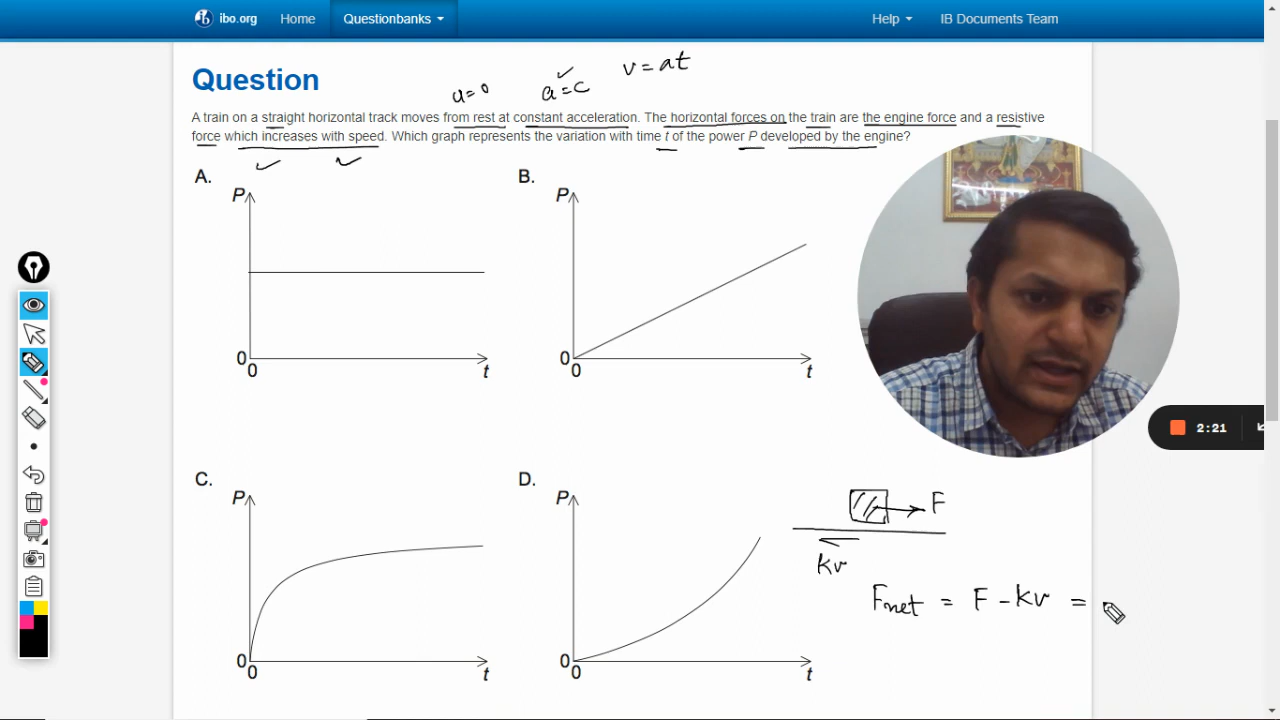 ibo.org Home Questionbanks Help IB Documents Team
Question
u=0 a=c v=at
A train on a straight horizontal track moves from rest at constant acceleration. The horizontal forces on the train are the engine force and a resistive
force which increases with speed. Which graph represents the variation with time t of the power P developed by the engine?
A. B.
P P
0 0
0 t 0 t
2:21
C. D.
P P
F
kv
Fnet = F - kv =
0 0
0 t 0 t